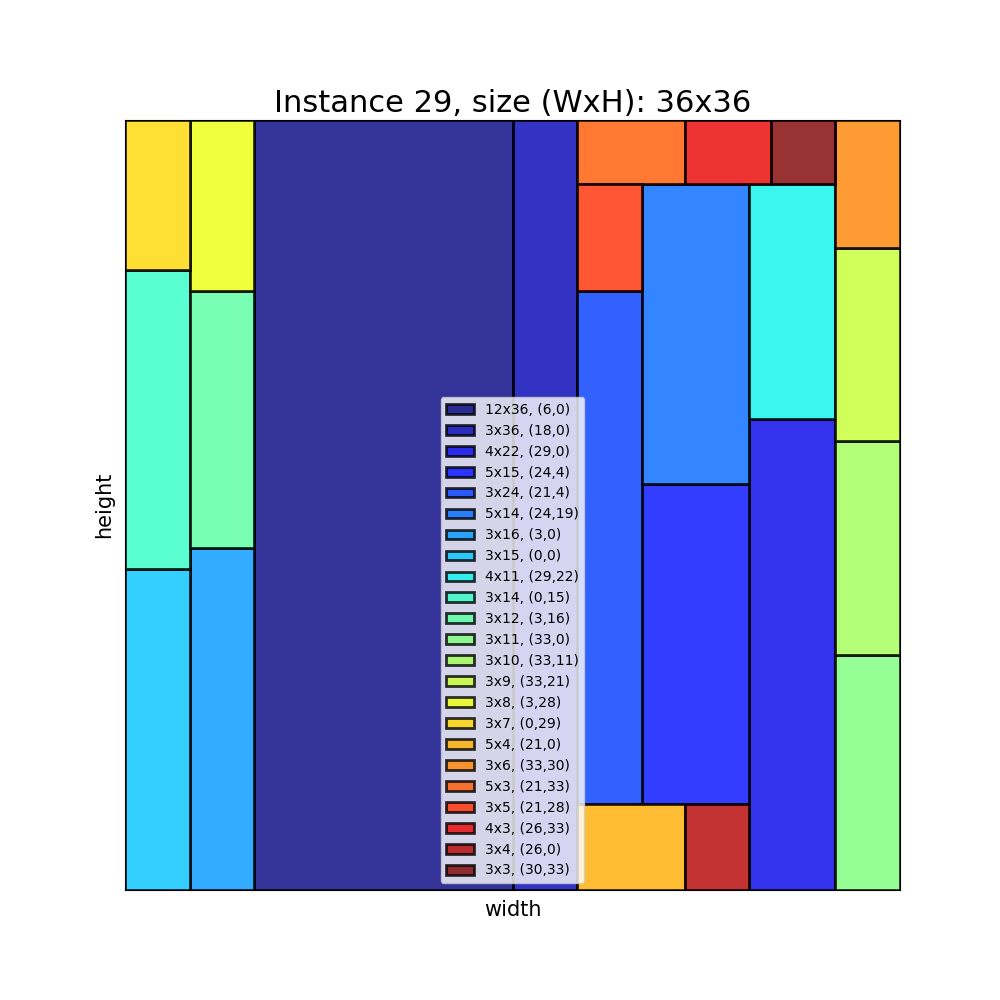 Instance 29, size (WxH): 36x36
height
12x36, (6,0)
3x36, (18,0)
4x22, (29,0)
5x15, (24,4)
3x24, (21,4)
5x14, (24,19)
3x16, (3,0)
3x15, (0,0)
4x11, (29,22)
3x14, (0,15)
3x12, (3,16)
3x11, (33,0)
3x10, (33,11)
3x9, (33,21)
3x8, (3,28)
3x7, (0,29)
5x4, (21,0)
3x6, (33,30)
5x3, (21,33)
3x5, (21,28)
4x3, (26,33)
3x4, (26,0)
3x3, (30,33)
width